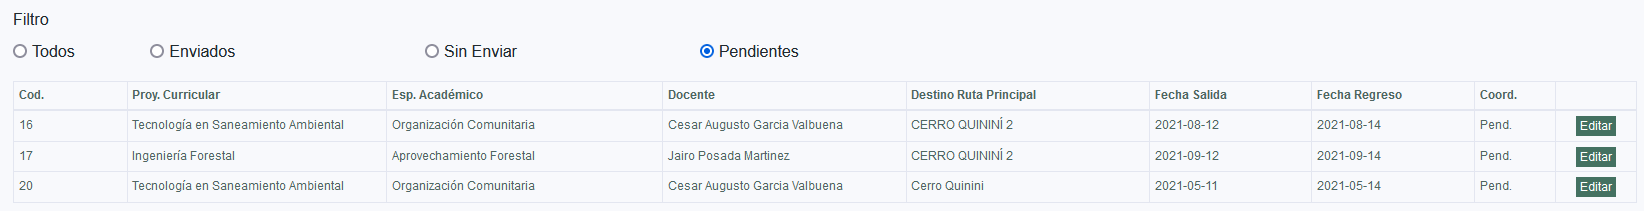 Filtro
Todos Enviados Sin Enviar Pendientes
Cod. Proy. Curricular Esp. Académico Docente Destino Ruta Principal Fecha Salida Fecha Regreso Coord.
16 Tecnología en Saneamiento Ambiental Organización Comunitaria Cesar Augusto Garcia Valbuena CERRO QUININÍ 2 2021-08-12 2021-08-14 Pend. Editar
17 Ingeniería Forestal Aprovechamiento Forestal Jairo Posada Martinez CERRO QUININÍ 2 2021-09-12 2021-09-14 Pend. Editar
20 Tecnología en Saneamiento Ambiental Organización Comunitaria Cesar Augusto Garcia Valbuena Cerro Quinini 2021-05-11 2021-05-14 Pend. Editar